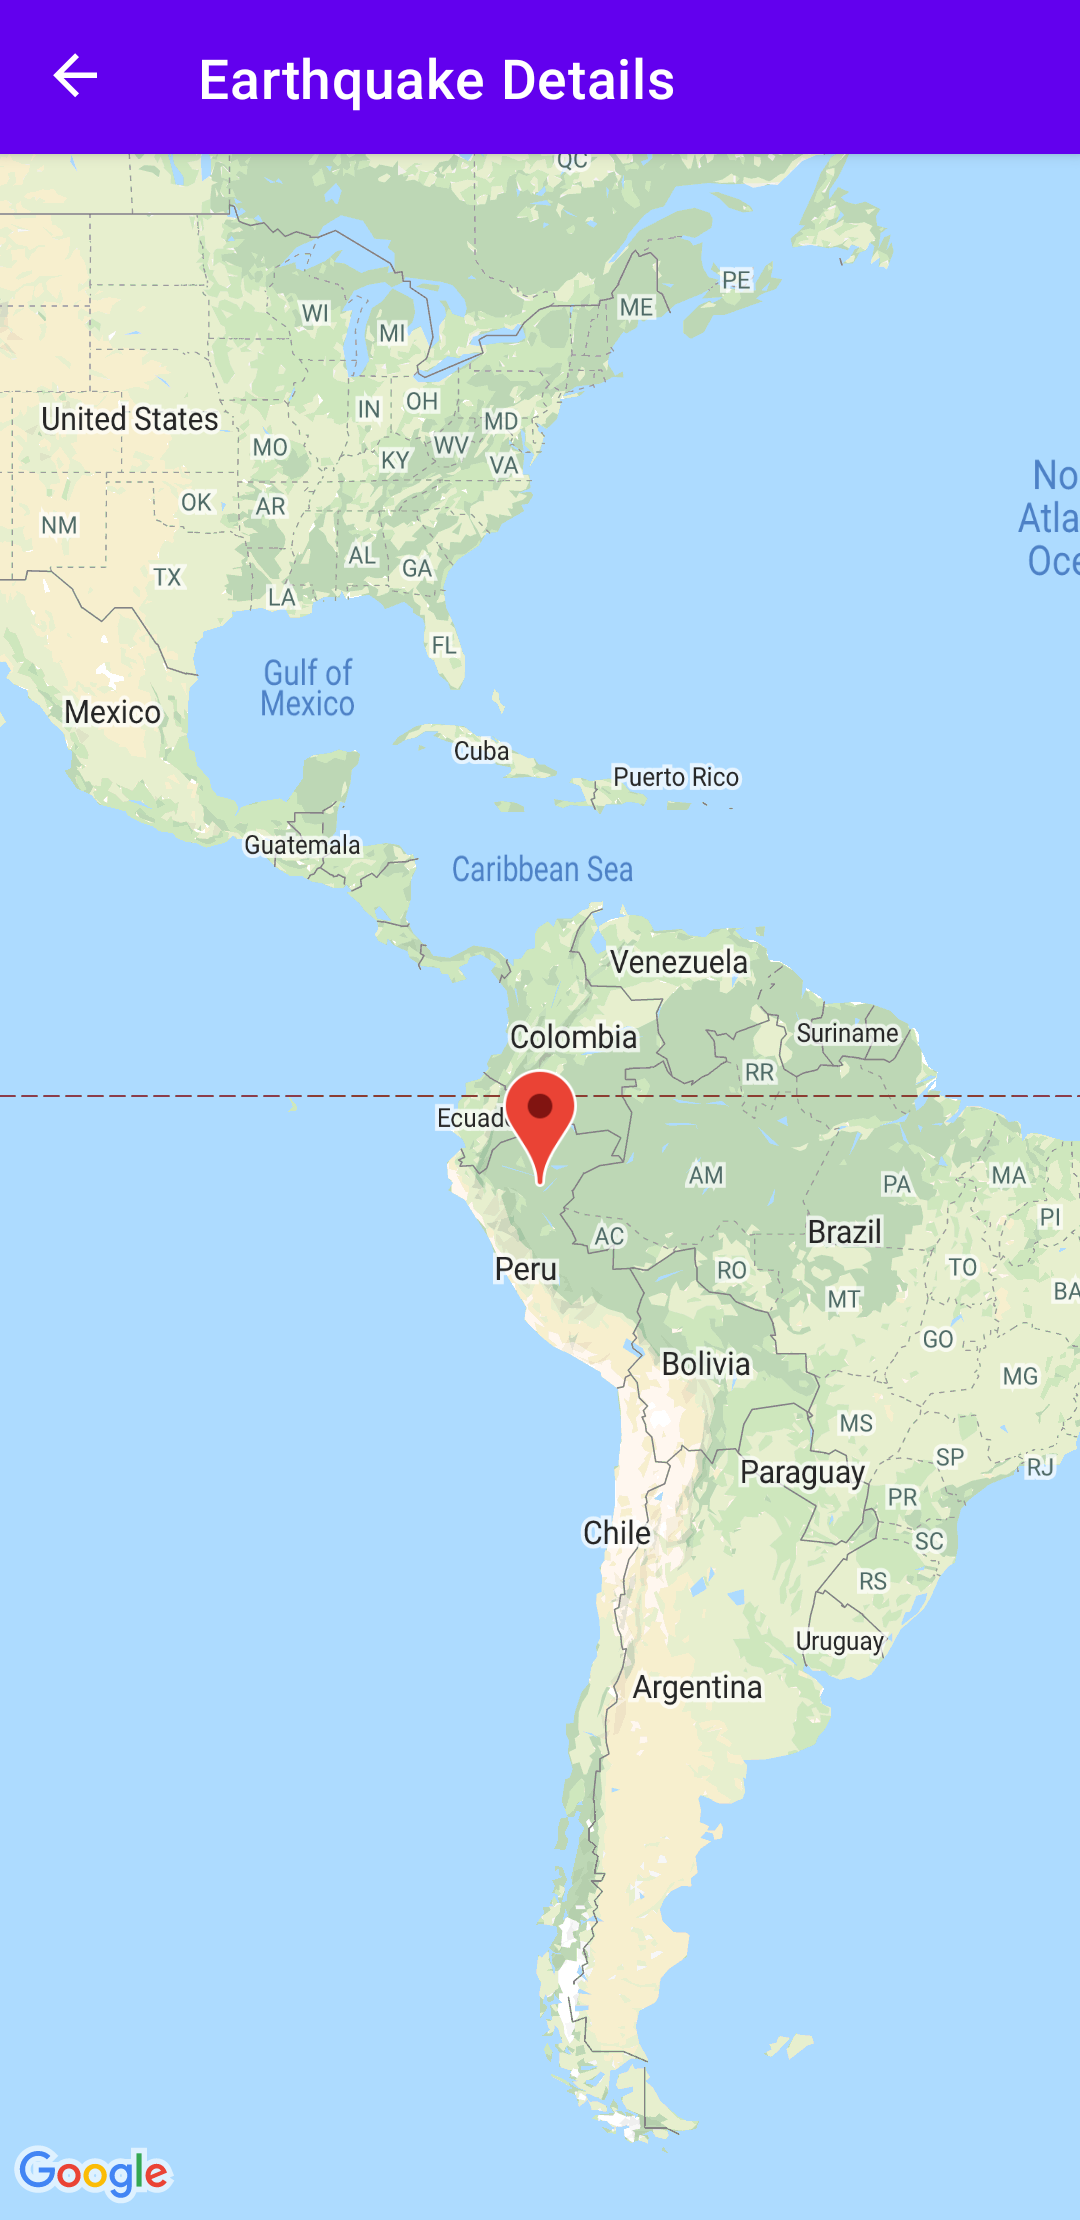 Earthquake Details
QC
PE
ME
WI
MI
United States
IN
OH
MD
MO
WV
KY
VA
No
Atla
Oce
OK
AR
NM
AL
GA
TX
LA
FL
Gulf of
Mexico
Mexico
Cuba
Puerto Rico
Guatemala
Caribbean Sea
Venezuela
Colombia
Suriname
RR
Ecuad
AM
PA
MA
PI
Brazil
AC
Peru
RO
TO
MT
BA
GO
Bolivia
MG
MS
SP
RJ
Paraguay
PR
Chile
SC
RS
Uruguay
Argentina
Google